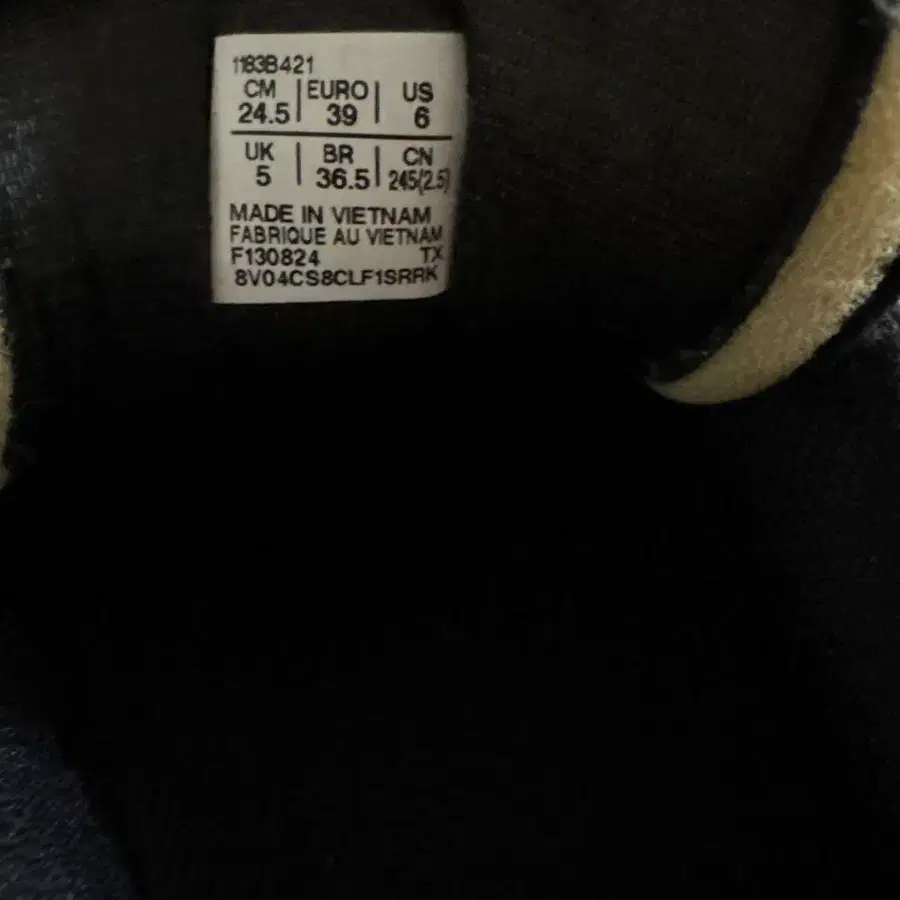 1183B421
CM | EURO | US
24.5 | 39 | 6
UK | BR | CN
5 | 36.5 | 245(2.5)
MADE IN VIETNAM
FABRIQUE AU VIETNAM
F130824 TX
8V04CS8CLF1SRRK